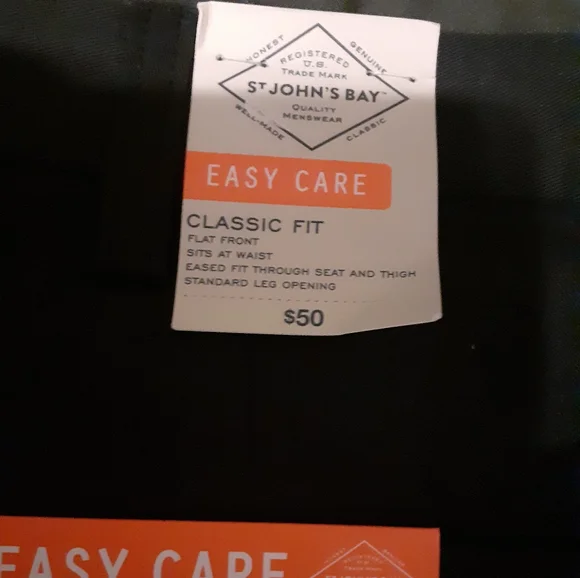 HONEST GENUINE
REGISTERED
U.S.
TRADE MARK
ST JOHN'S BAY™
QUALITY
MENSWEAR
WELL-MADE CLASSIC
EASY CARE
CLASSIC FIT
FLAT FRONT
SITS AT WAIST
EASED FIT THROUGH SEAT AND THIGH
STANDARD LEG OPENING
$50
EASY CARE